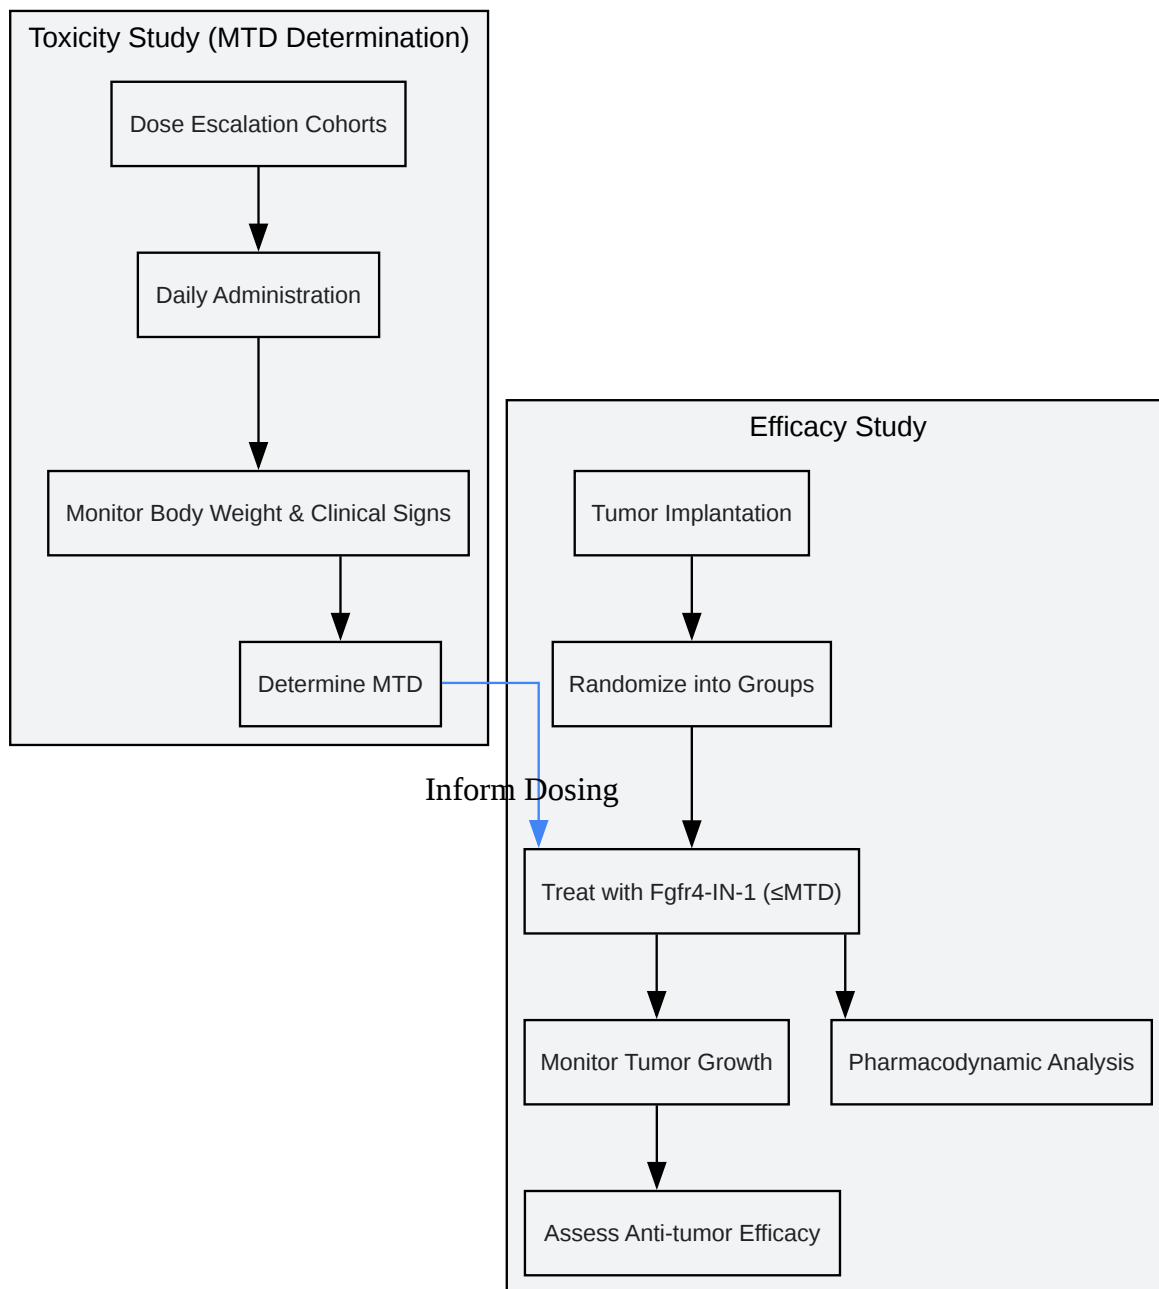 Toxicity Study (MTD Determination)
Dose Escalation Cohorts
Daily Administration
Monitor Body Weight & Clinical Signs
Determine MTD
Inform Dosing
Efficacy Study
Tumor Implantation
Randomize into Groups
Treat with Fgfr4-IN-1 (≤MTD)
Monitor Tumor Growth
Pharmacodynamic Analysis
Assess Anti-tumor Efficacy